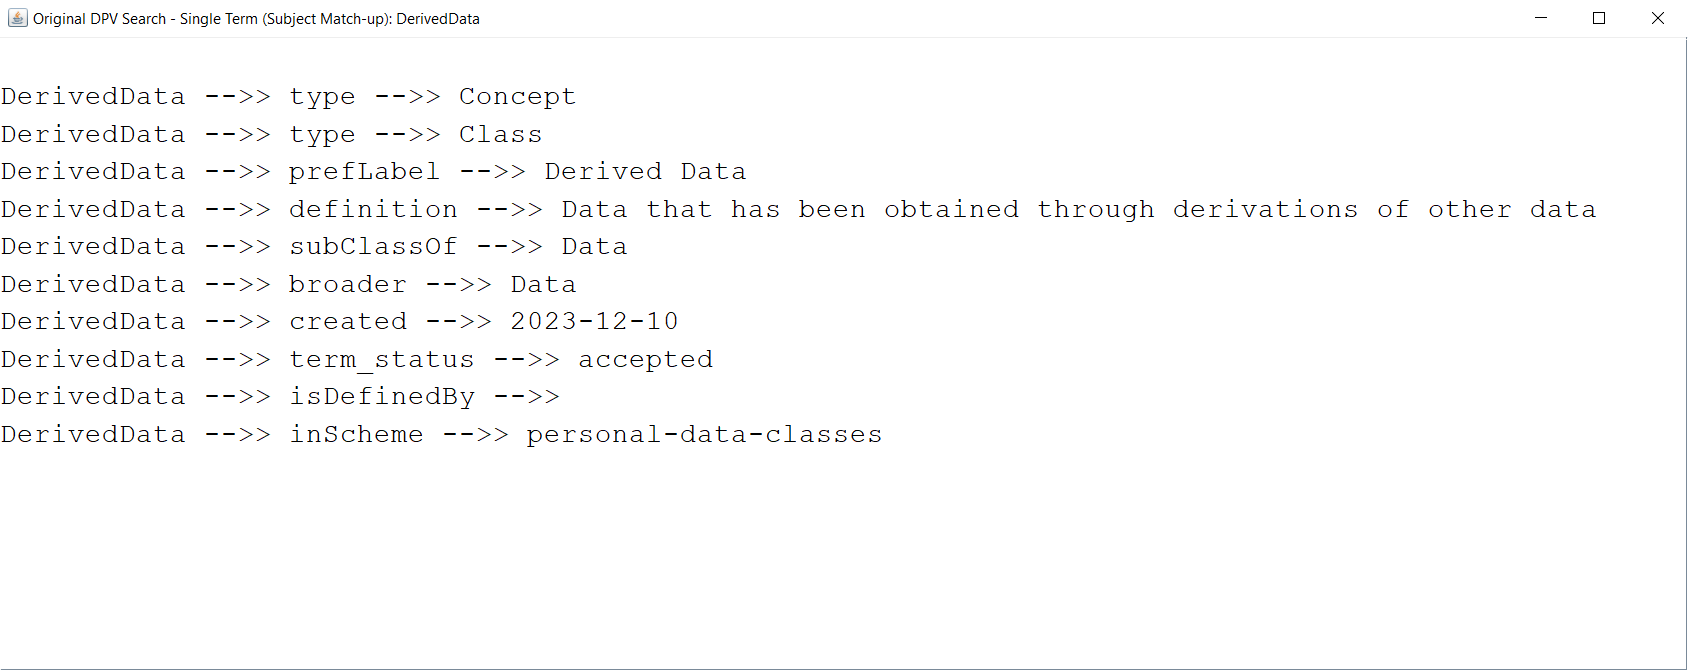 Original DPV Search - Single Term (Subject Match-up): DerivedData
DerivedData -->> type -->> Concept
DerivedData -->> type -->> Class
DerivedData -->> prefLabel -->> Derived Data
DerivedData -->> definition -->> Data that has been obtained through derivations of other data
DerivedData -->> subClassOf -->> Data
DerivedData -->> broader -->> Data
DerivedData -->> created -->> 2023-12-10
DerivedData -->> term_status -->> accepted
DerivedData -->> isDefinedBy -->>
DerivedData -->> inScheme -->> personal-data-classes